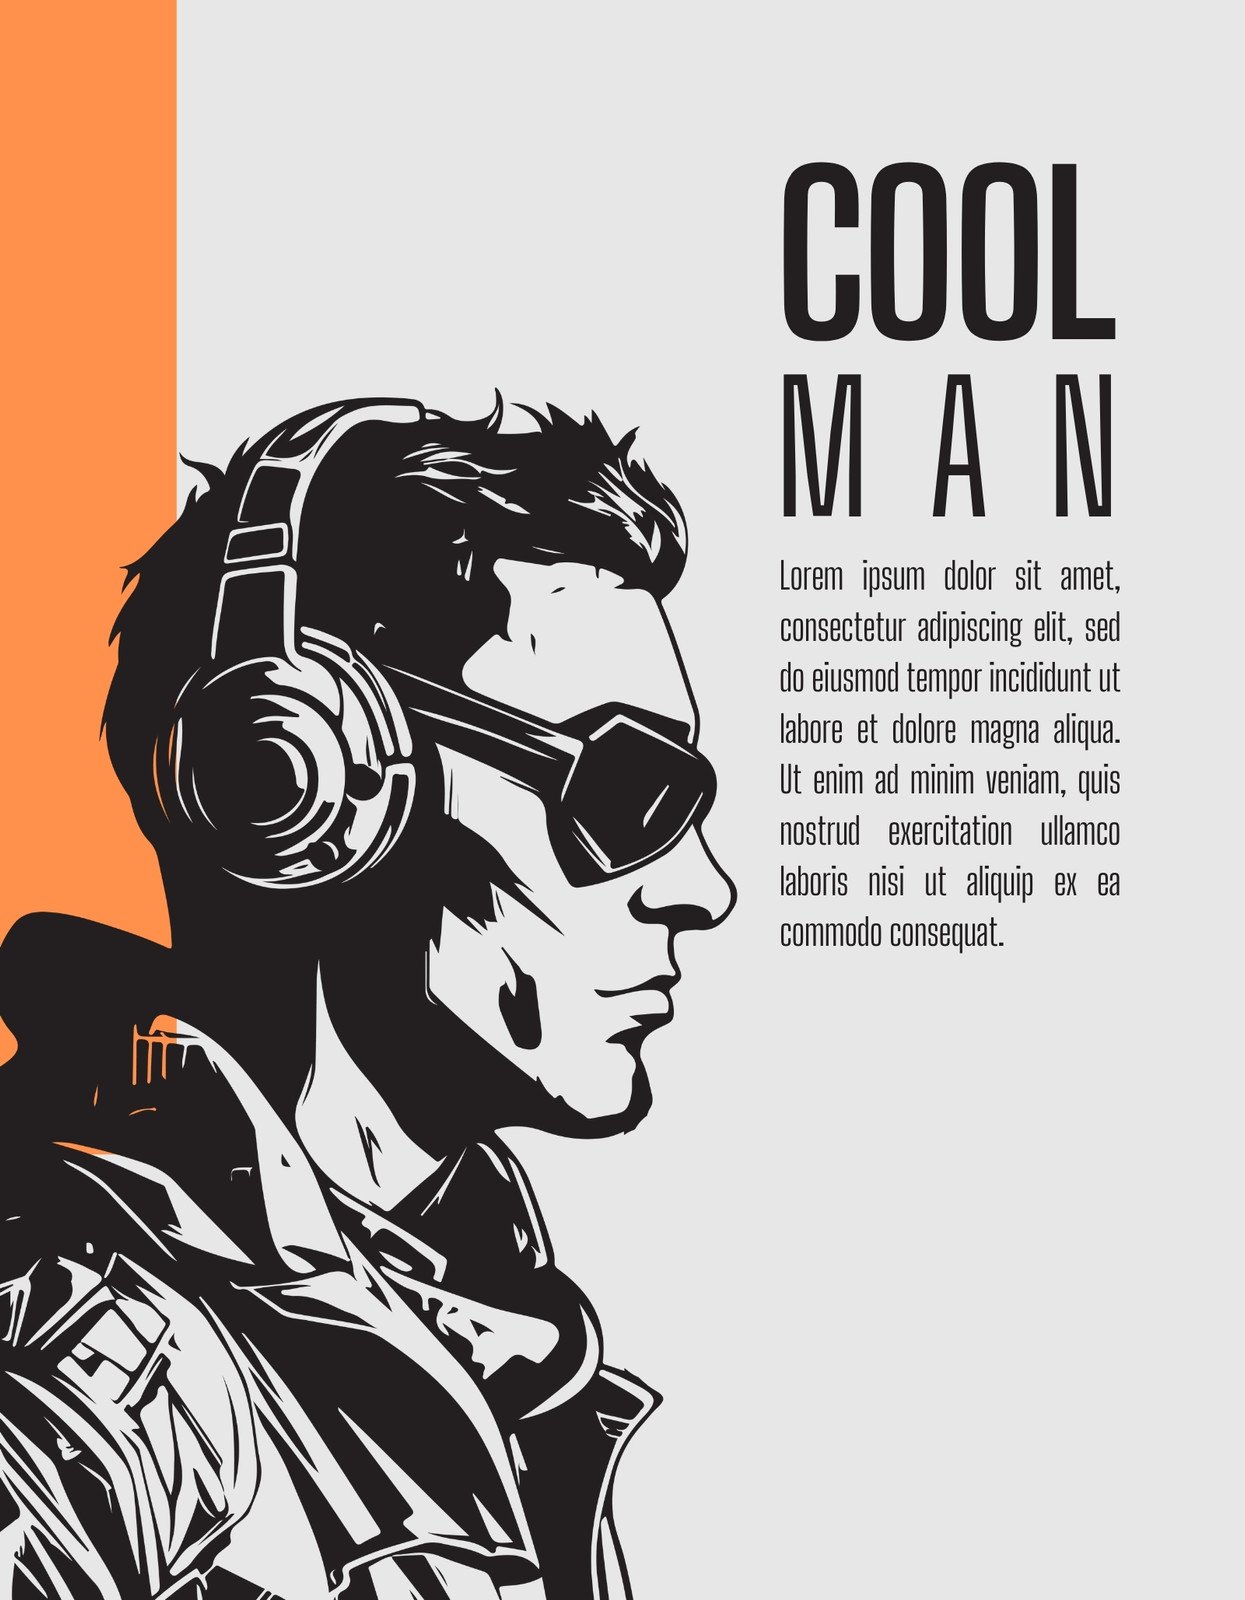 COOL
MAN
Lorem ipsum dolor sit amet,
consectetur adipiscing elit, sed
do eiusmod tempor incididunt ut
labore et dolore magna aliqua.
Ut enim ad minim veniam, quis
nostrud exercitation ullamco
laboris nisi ut aliquip ex ea
commodo consequat.